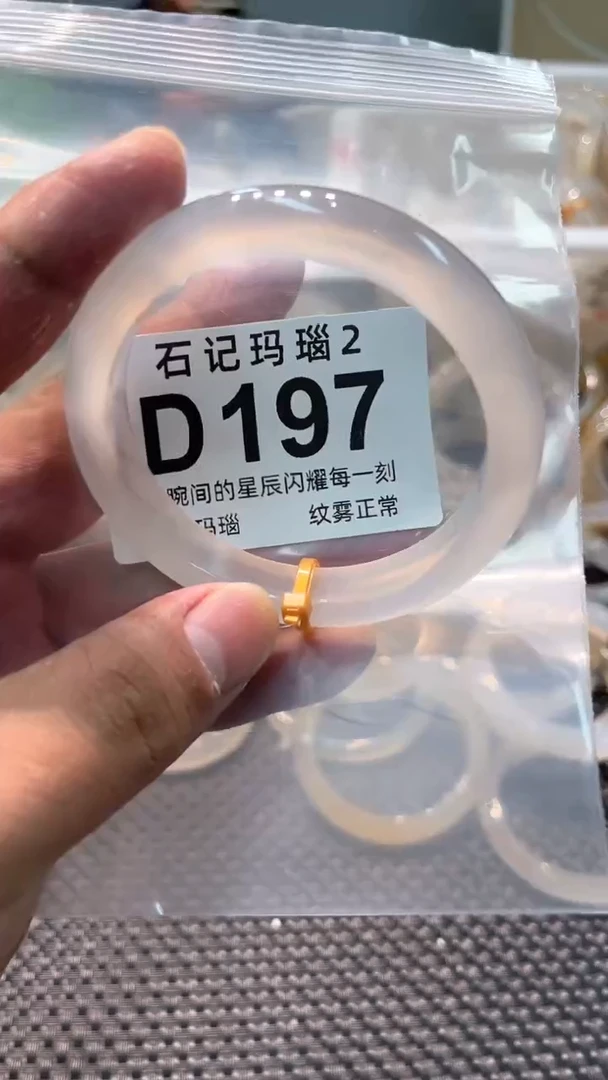 石记玛瑙2
D197
腕间的星辰闪耀每一刻
玛瑙 纹雾正常